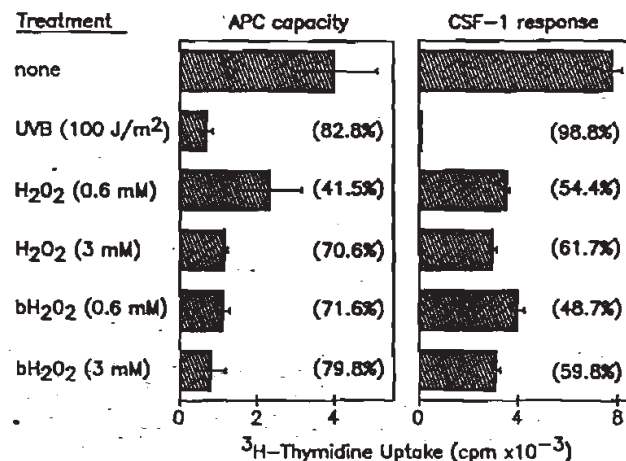 Treatment APC capacity CSF-1 response
none
UVB (100 J/m²) (82.8%) (98.8%)
H₂O₂ (0.6 mM) (41.5%) (54.4%)
H₂O₂ (3 mM) (70.6%) (61.7%)
bH₂O₂ (0.6 mM) (71.6%) (48.7%)
bH₂O₂ (3 mM) (79.8%) (59.8%)
0 2 4 0 4 8
³H-Thymidine Uptake (cpm x10⁻³)